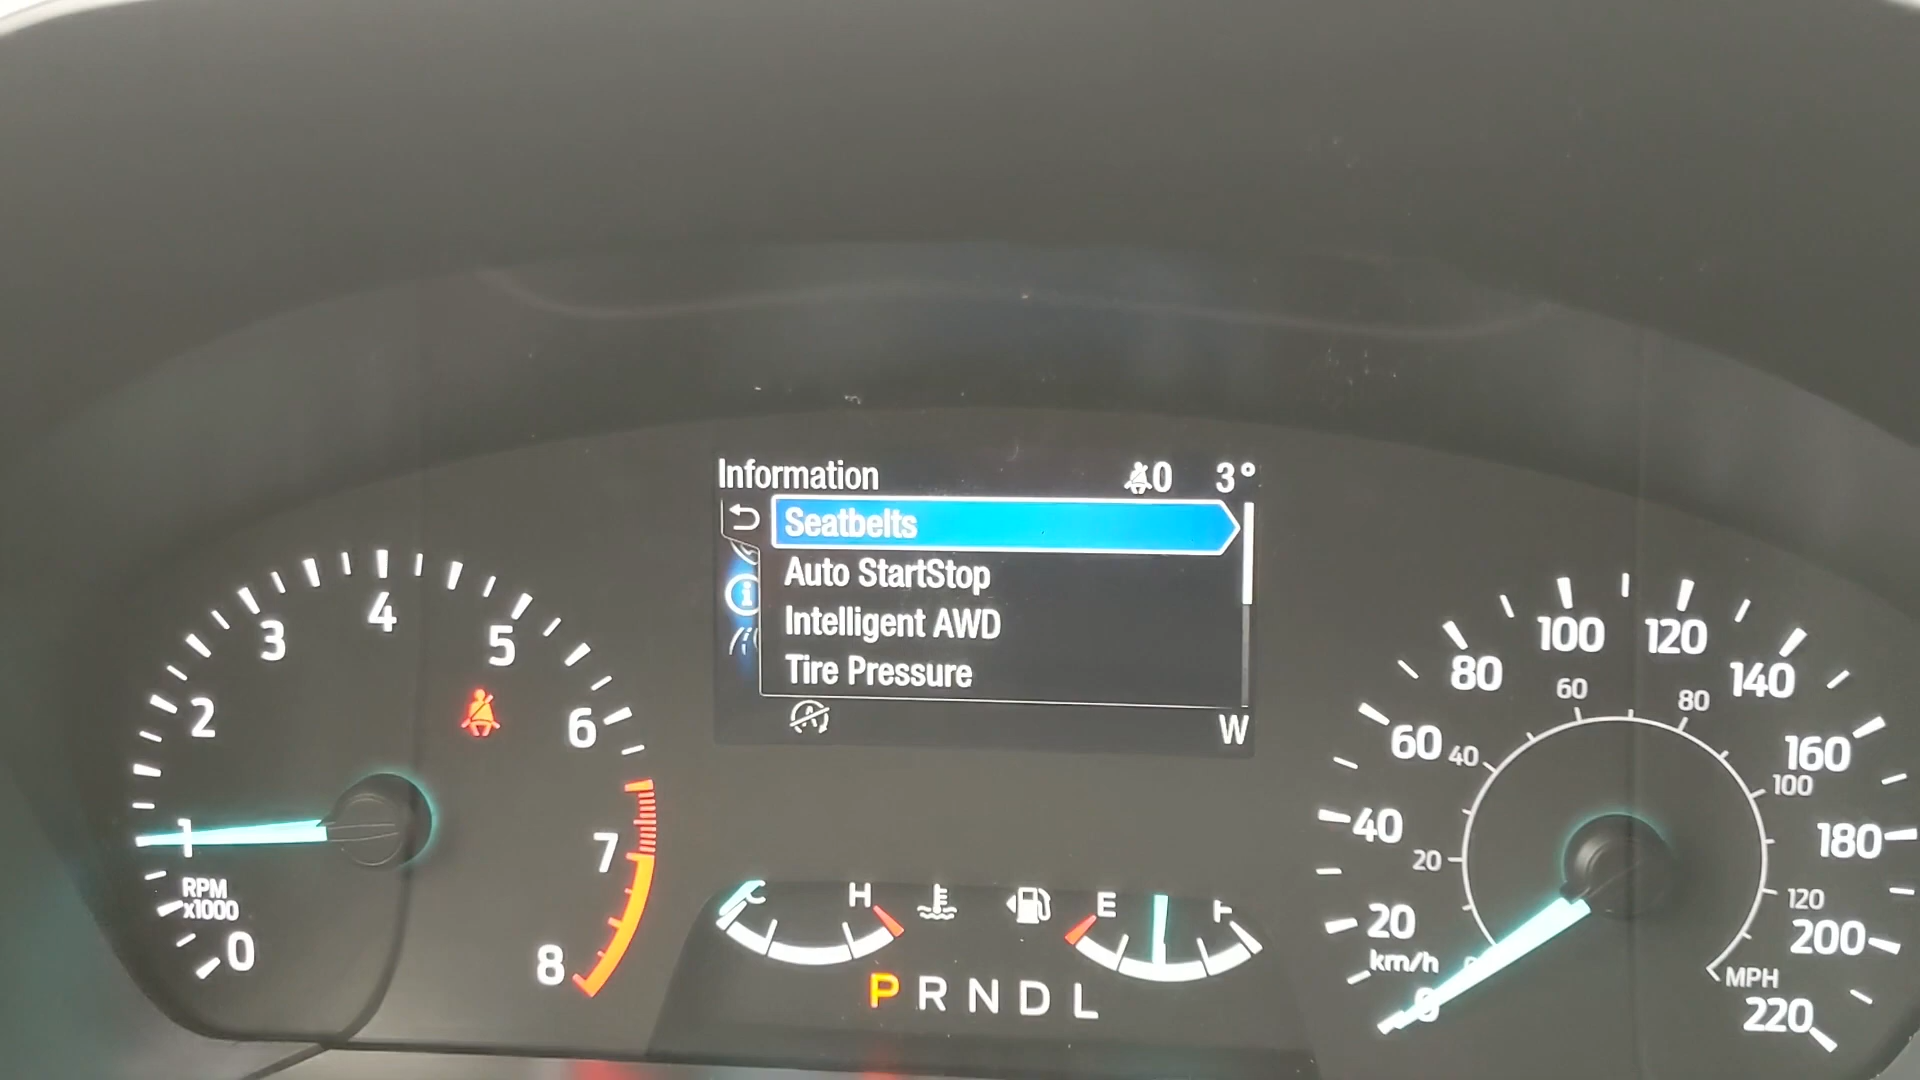 Information 0 3°
Seatbelts
Auto StartStop
Intelligent AWD
Tire Pressure
W
0 1 2 3 4 5 6 7 8
RPM
x1000
C H
E F
P R N D L
0 20 40 60 80 100 120 140 160 180 200 220
km/h
20 40 60 80 100 120
MPH